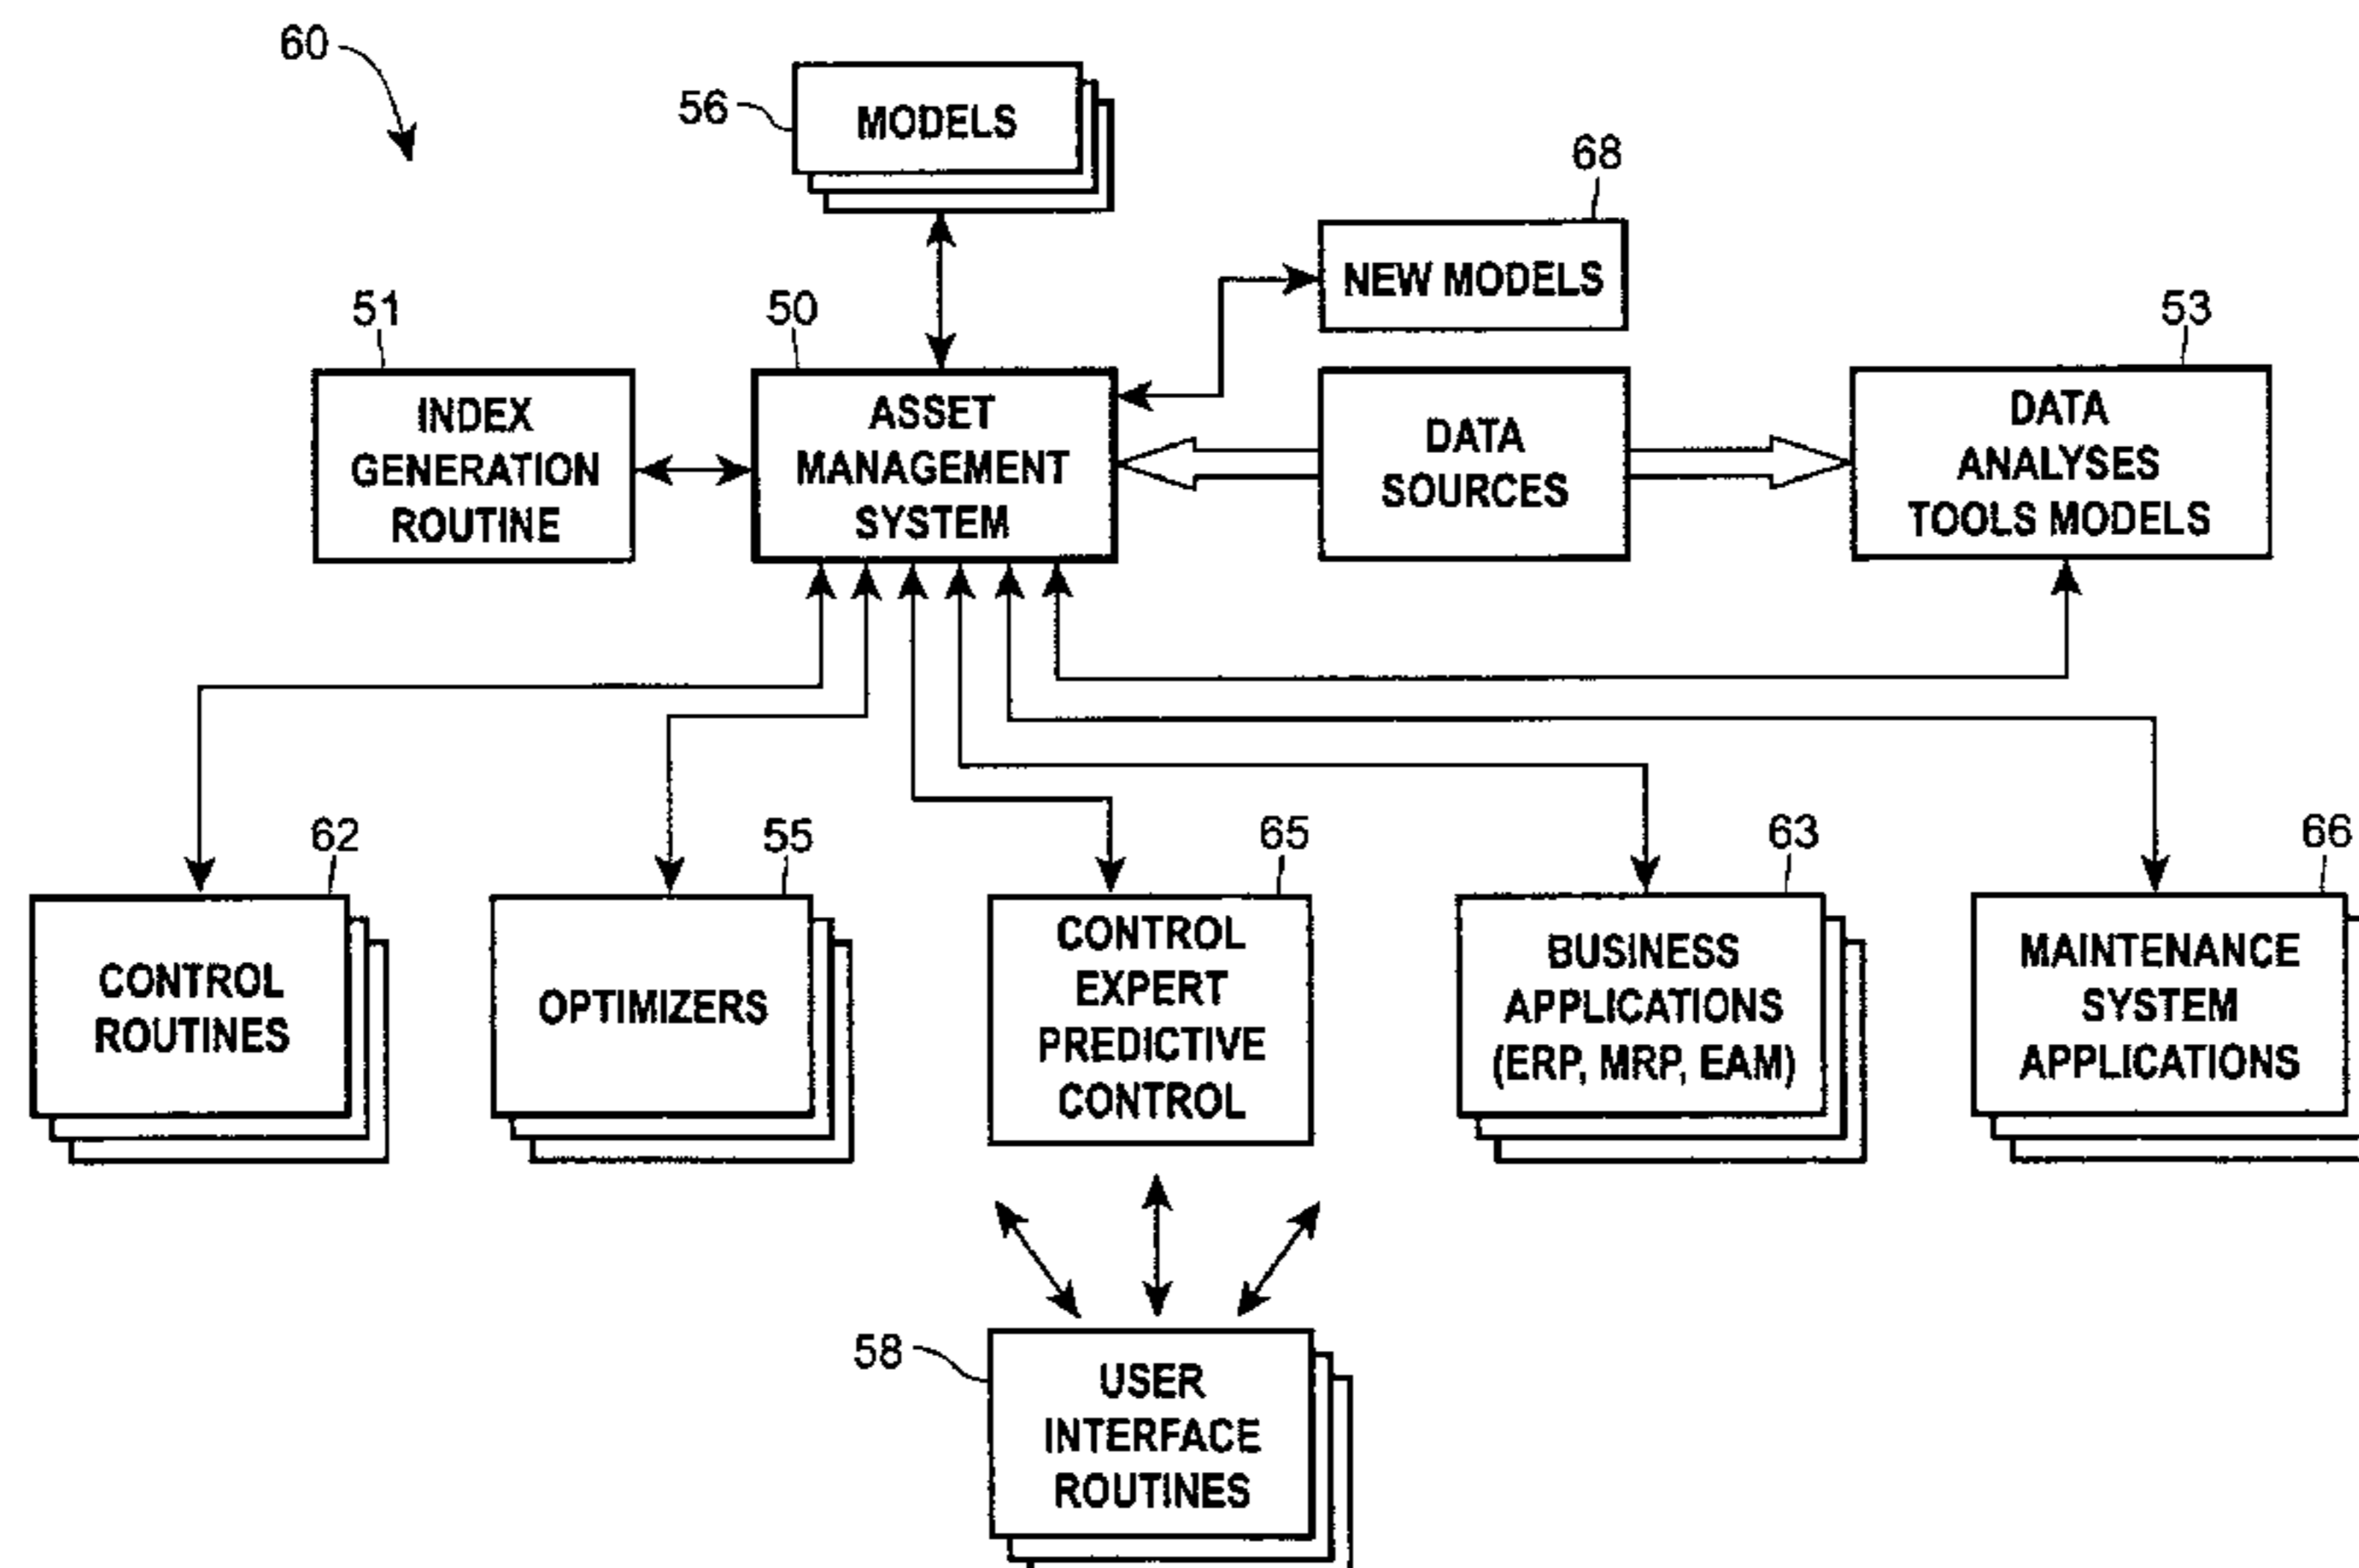 60
56
MODELS
68
NEW MODELS
51
INDEX
GENERATION
ROUTINE
50
ASSET
MANAGEMENT
SYSTEM
DATA
SOURCES
53
DATA
ANALYSES
TOOLS MODELS
62
CONTROL
ROUTINES
55
OPTIMIZERS
65
CONTROL
EXPERT
PREDICTIVE
CONTROL
63
BUSINESS
APPLICATIONS
(ERP, MRP, EAM)
66
MAINTENANCE
SYSTEM
APPLICATIONS
58
USER
INTERFACE
ROUTINES